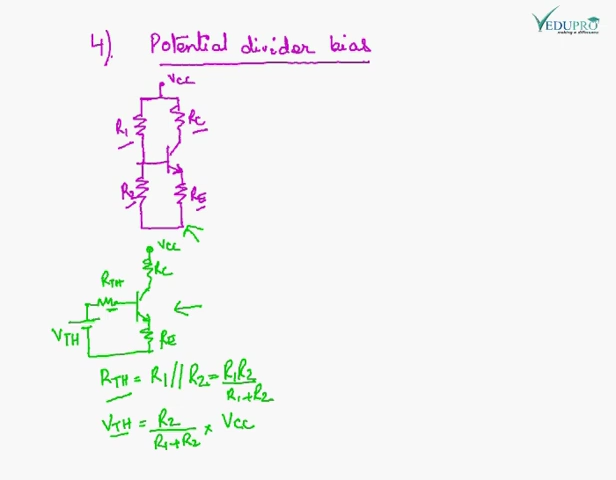 VEDUPRO
making a difference
4). Potential divider bias
VCC
R1
RC
R2
RE
VCC
RC
RTH
VTH
RE
RTH = R1 // R2 = R1R2 / R1+R2
VTH = R2 / R1+R2 × VCC